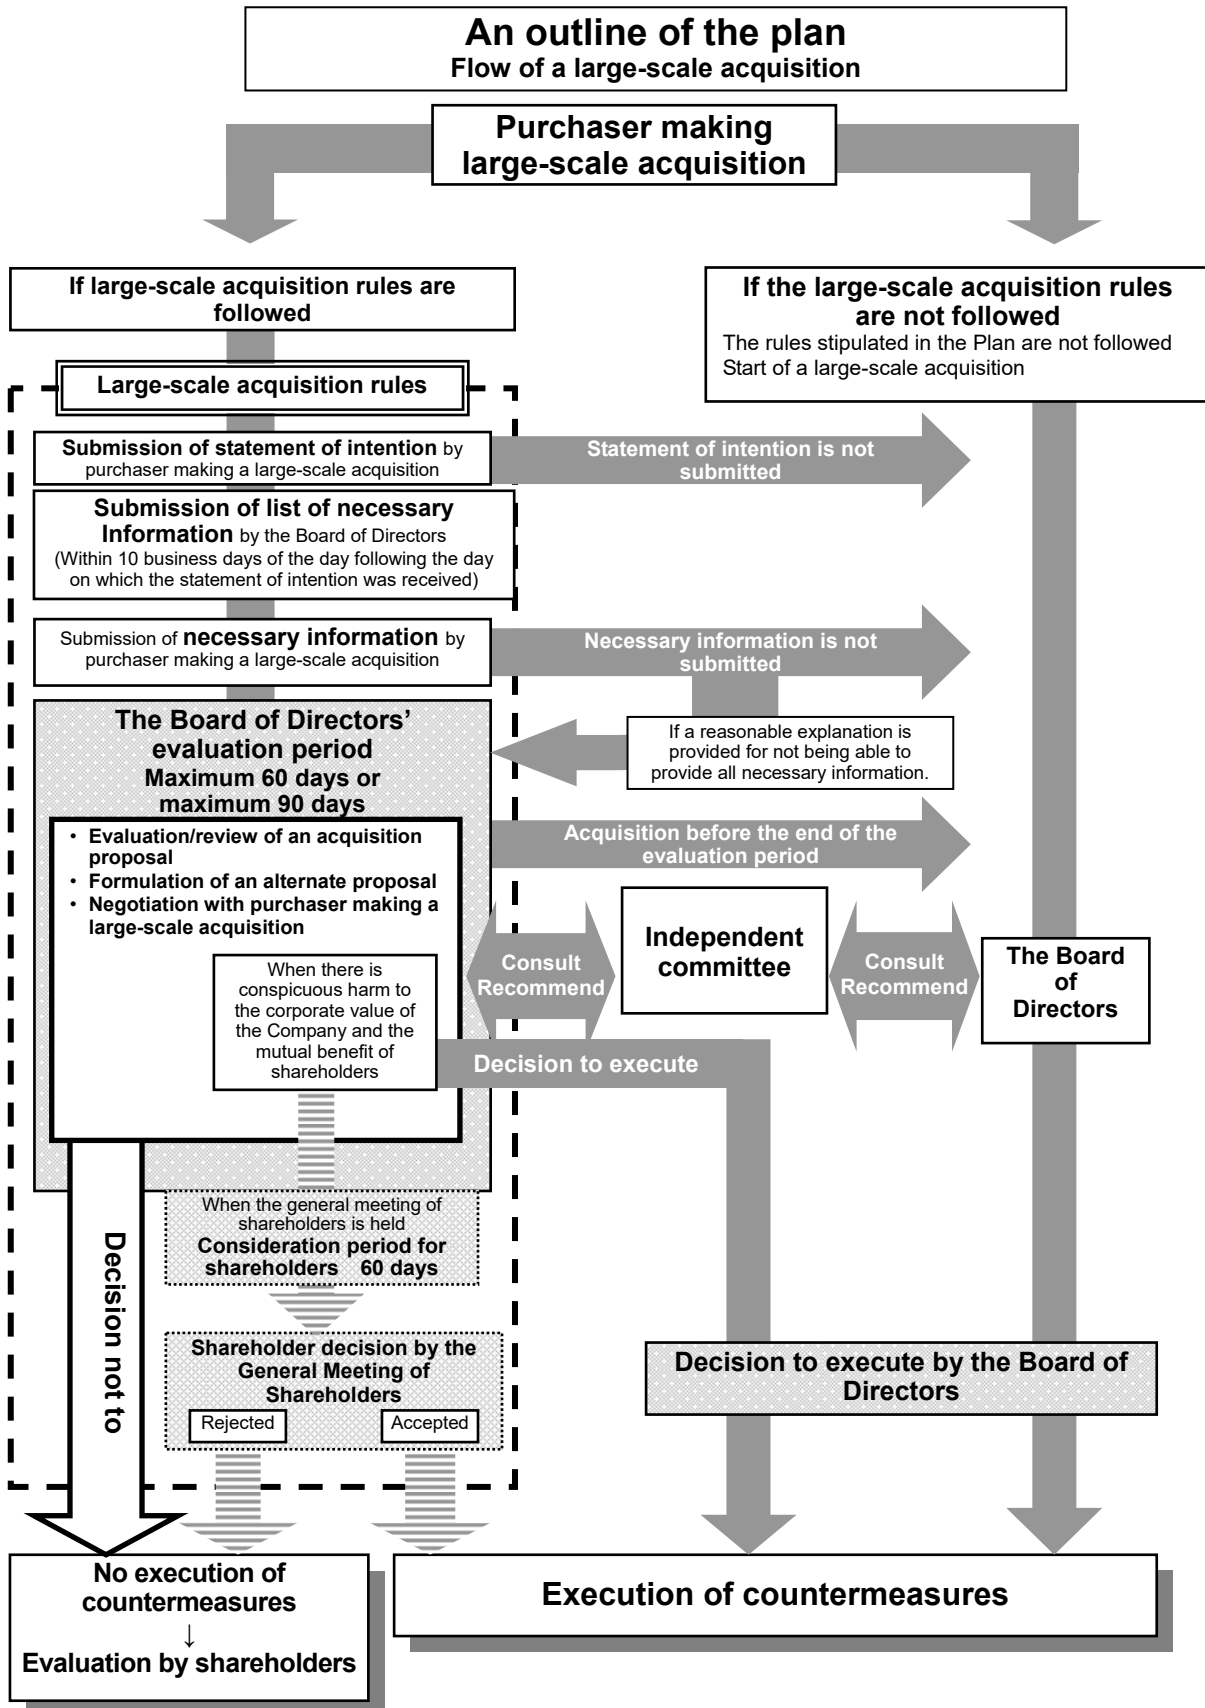 An outline of the plan
Flow of a large-scale acquisition
Purchaser making
large-scale acquisition
If large-scale acquisition rules are
followed
If the large-scale acquisition rules
are not followed
The rules stipulated in the Plan are not followed
Start of a large-scale acquisition
Large-scale acquisition rules
Submission of statement of intention by
purchaser making a large-scale acquisition
Statement of intention is not
submitted
Submission of list of necessary
Information by the Board of Directors
(Within 10 business days of the day following the day
on which the statement of intention was received)
Submission of necessary information by
purchaser making a large-scale acquisition
Necessary information is not
submitted
The Board of Directors’
evaluation period
Maximum 60 days or
maximum 90 days
If a reasonable explanation is
provided for not being able to
provide all necessary information.
• Evaluation/review of an acquisition
proposal
• Formulation of an alternate proposal
• Negotiation with purchaser making a
large-scale acquisition
Acquisition before the end of the
evaluation period
When there is
conspicuous harm to
the corporate value of
the Company and the
mutual benefit of
shareholders
Consult
Recommend
Independent
committee
Consult
Recommend
The Board
of
Directors
Decision to execute
When the general meeting of
shareholders is held
Consideration period for
shareholders 60 days
Decision not to
Shareholder decision by the
General Meeting of
Shareholders
Rejected
Accepted
Decision to execute by the Board of
Directors
No execution of
countermeasures
↓
Evaluation by shareholders
Execution of countermeasures